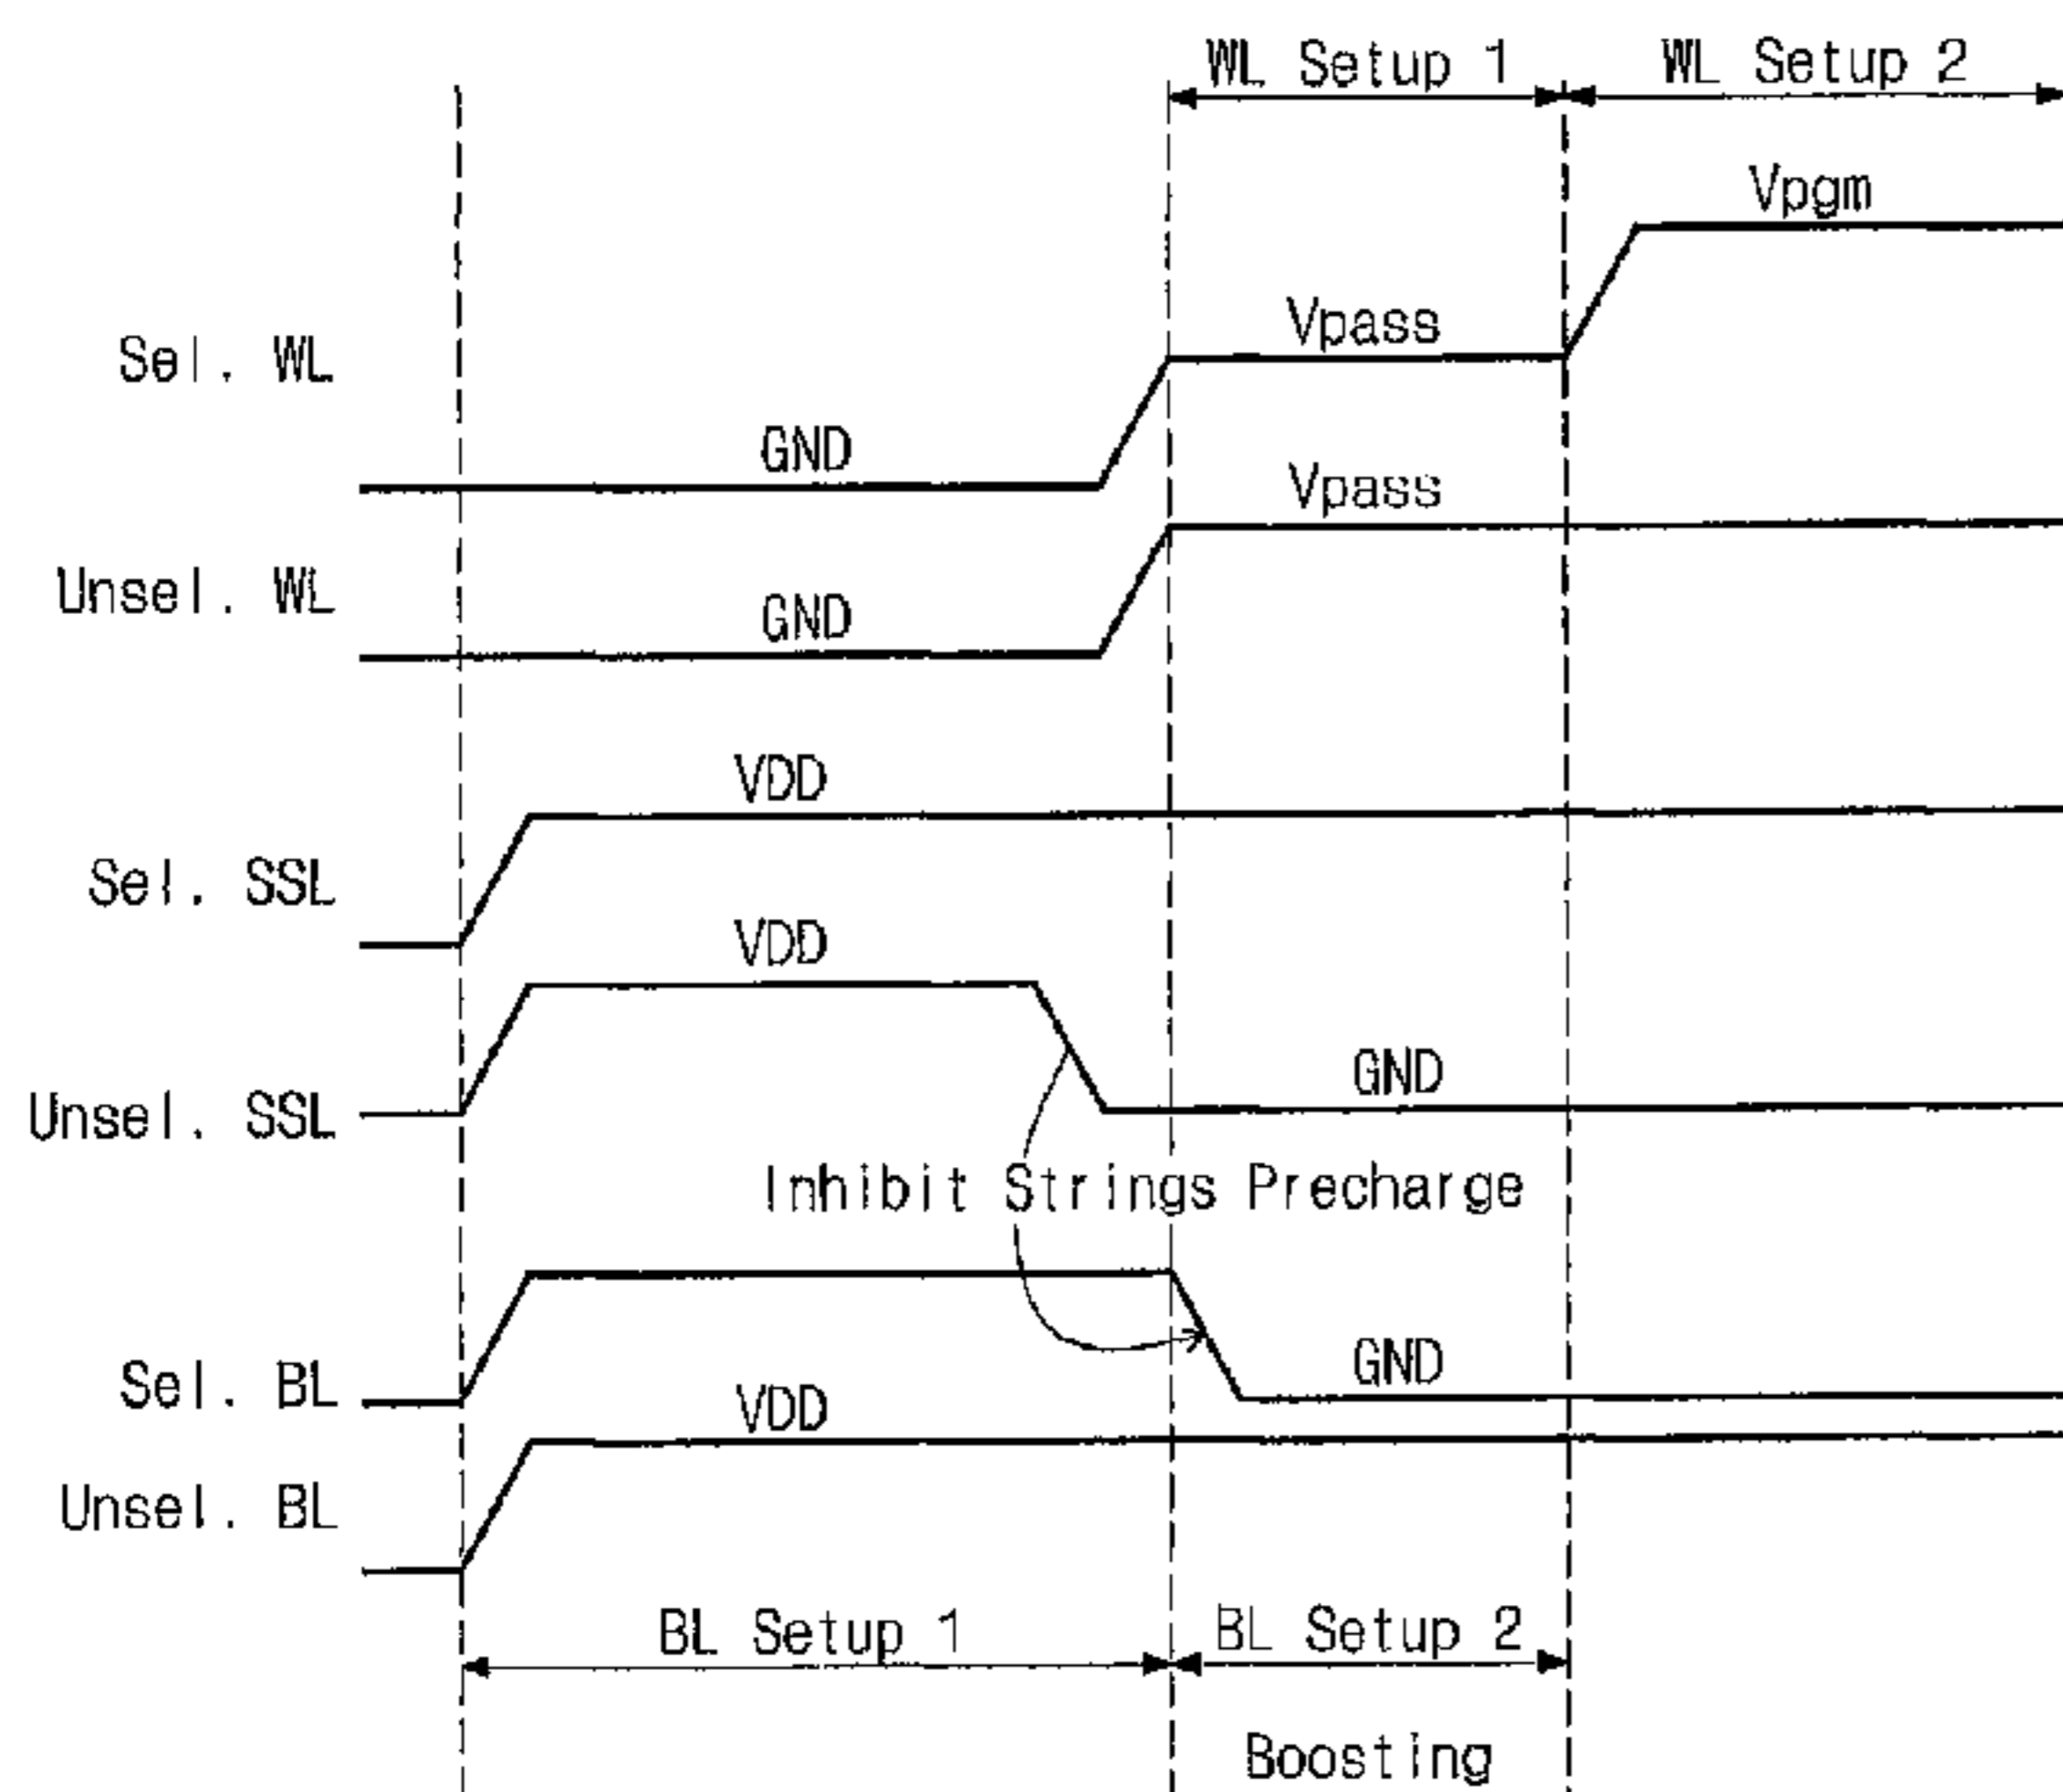 WL Setup 1 WL Setup 2
Vpgm
Vpass
Sel. WL
GND
Vpass
Unsel. WL
GND
VDD
Sel. SSL
VDD
GND
Unsel. SSL
Inhibit Strings Precharge
GND
Sel. BL
VDD
Unsel. BL
BL Setup 1 BL Setup 2
Boosting